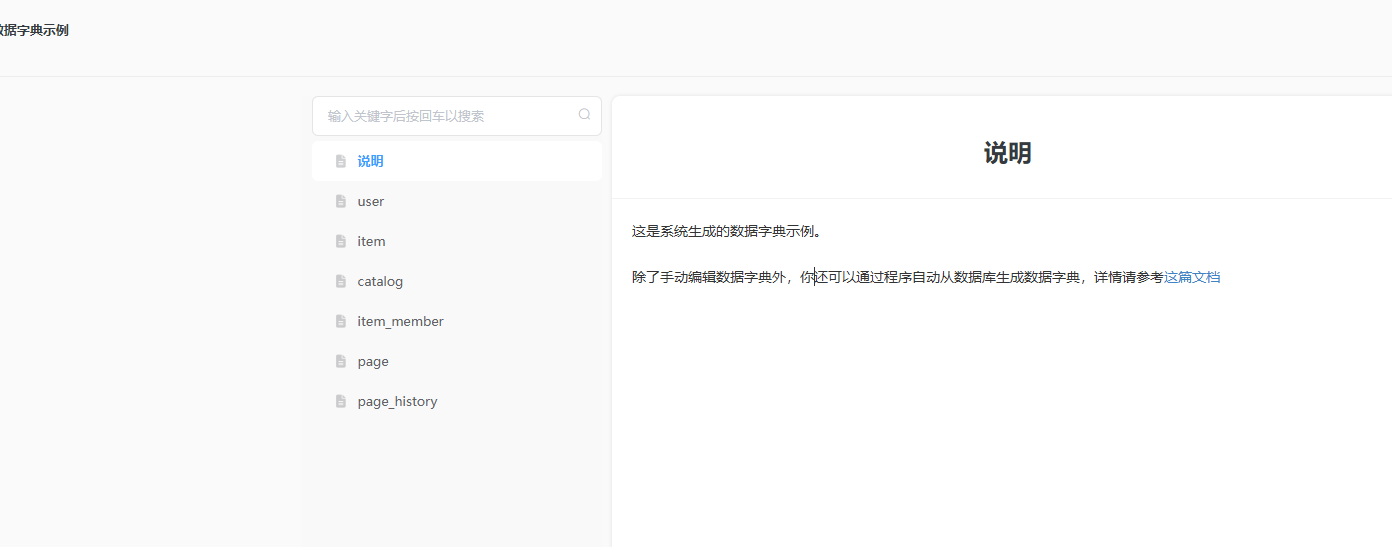 数据字典示例
输入关键字后按回车以搜索
说明
user
item
catalog
item_member
page
page_history
说明
这是系统生成的数据字典示例。
除了手动编辑数据字典外，你还可以通过程序自动从数据库生成数据字典，详情请参考这篇文档